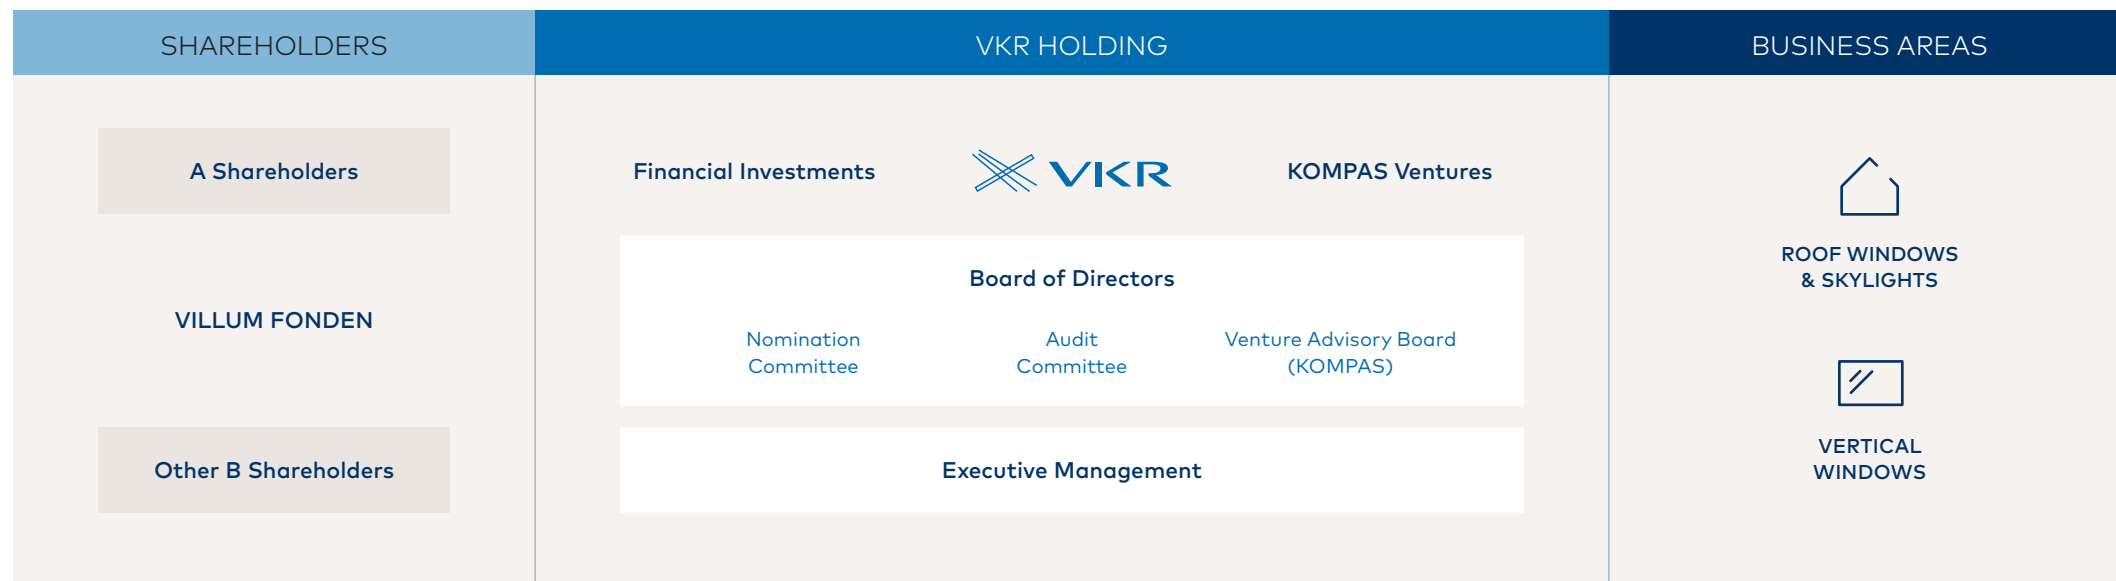 SHAREHOLDERS
VKR HOLDING
BUSINESS AREAS
A Shareholders
VILLUM FONDEN
Other B Shareholders
Financial Investments
VKR
KOMPAS Ventures
Board of Directors
Nomination
Committee
Audit
Committee
Venture Advisory Board
(KOMPAS)
Executive Management
ROOF WINDOWS
& SKYLIGHTS
VERTICAL
WINDOWS